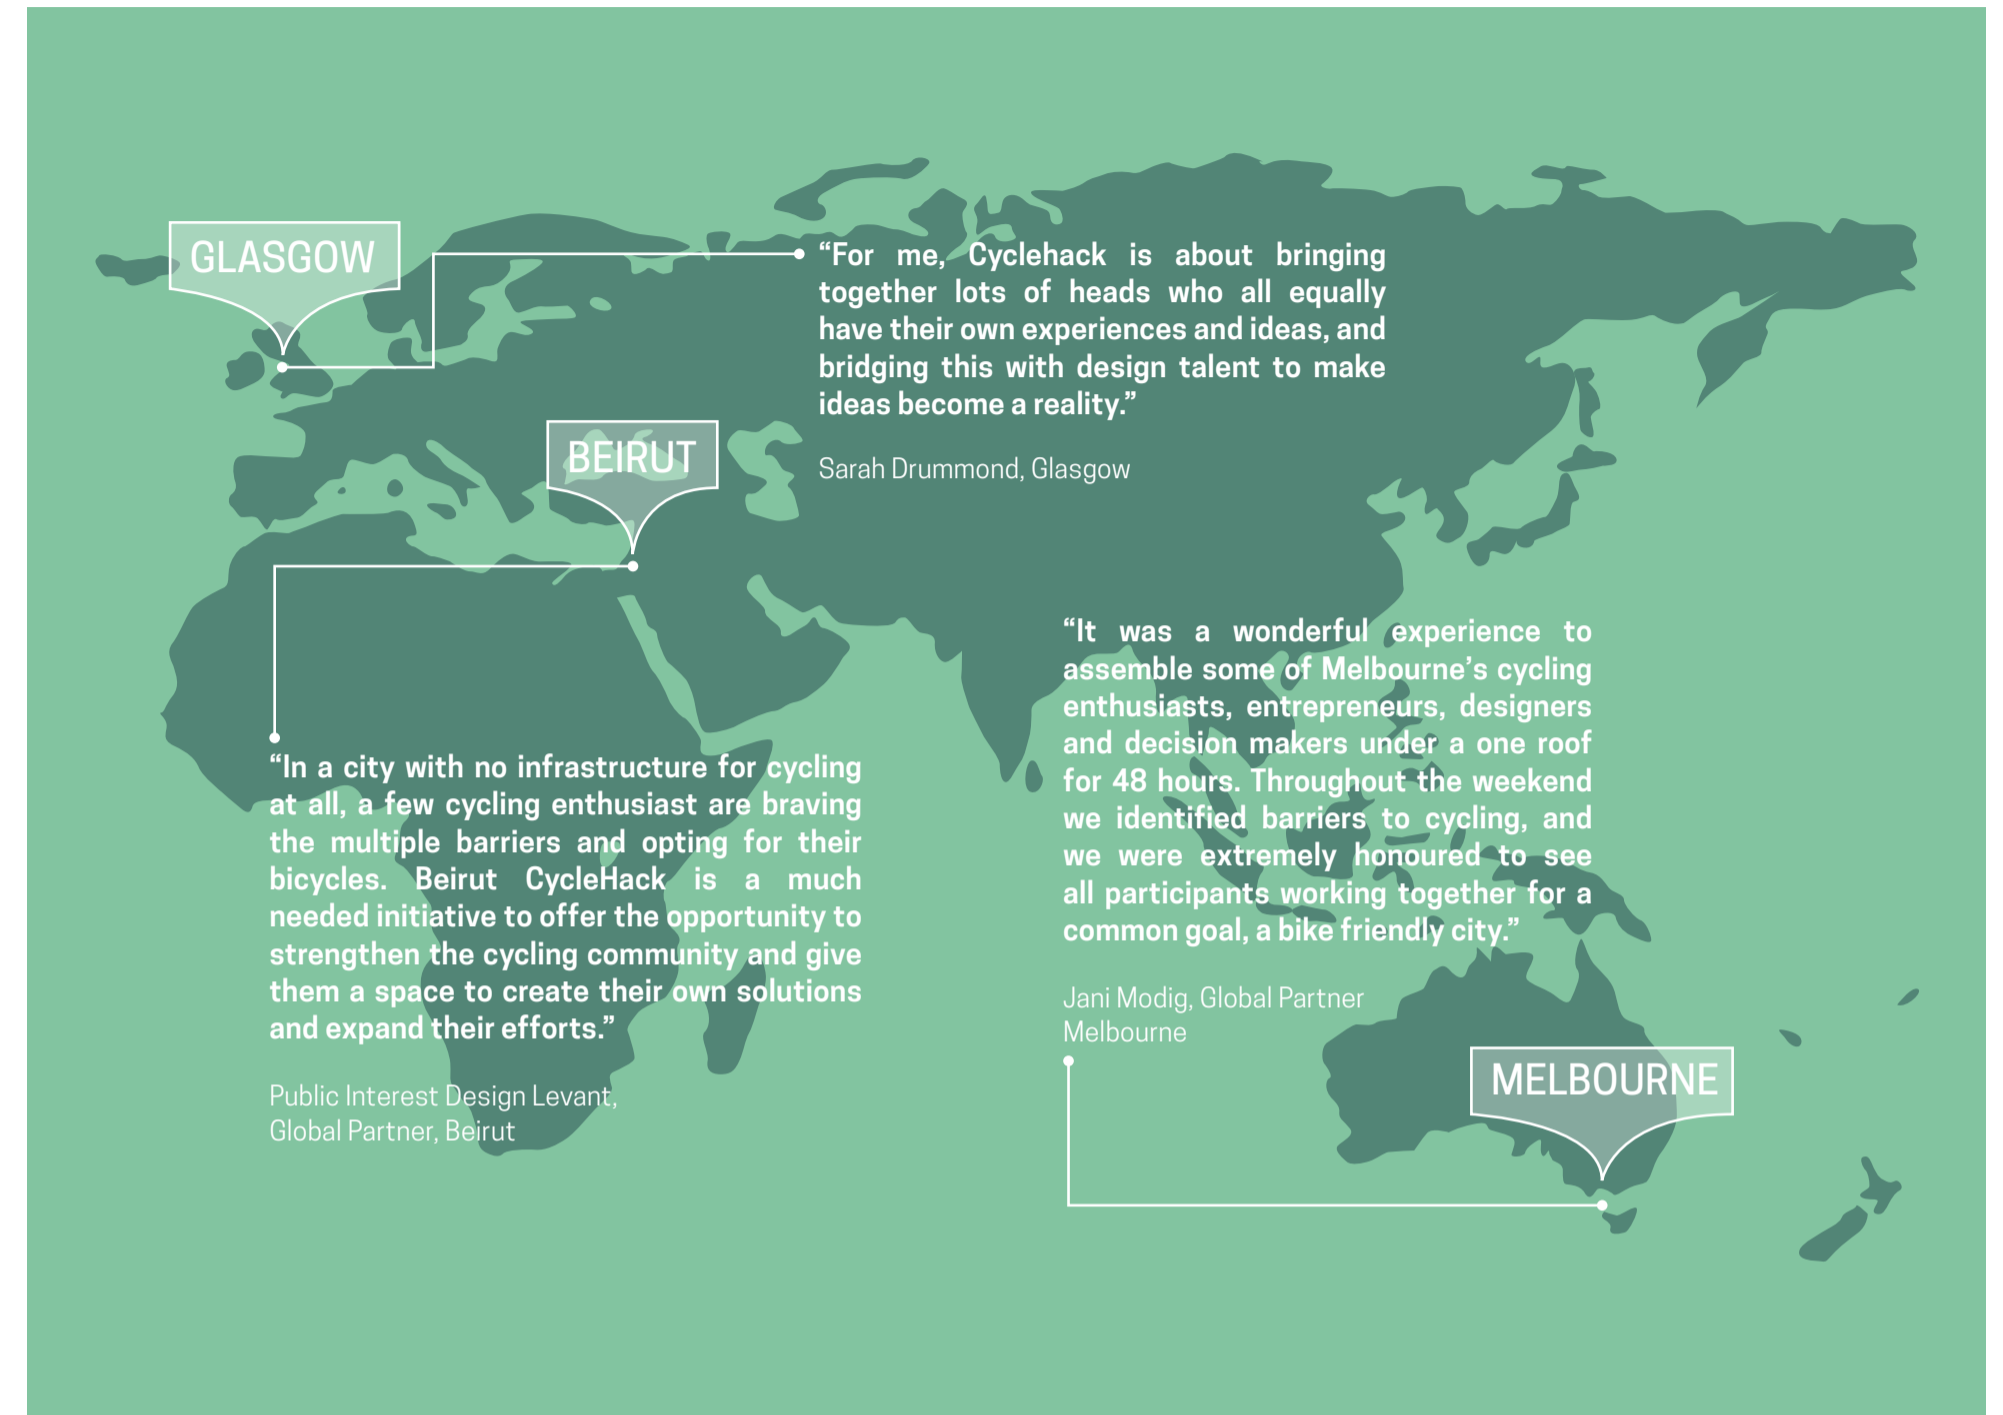 GLASGOW
“For me, Cyclehack is about bringing
together lots of heads who all equally
have their own experiences and ideas, and
bridging this with design talent to make
ideas become a reality.”
Sarah Drummond, Glasgow
BEIRUT
“In a city with no infrastructure for cycling
at all, a few cycling enthusiast are braving
the multiple barriers and opting for their
bicycles. Beirut CycleHack is a much
needed initiative to offer the opportunity to
strengthen the cycling community and give
them a space to create their own solutions
and expand their efforts.”
Public Interest Design Levant,
Global Partner, Beirut
“It was a wonderful experience to
assemble some of Melbourne’s cycling
enthusiasts, entrepreneurs, designers
and decision makers under a one roof
for 48 hours. Throughout the weekend
we identified barriers to cycling, and
we were extremely honoured to see
all participants working together for a
common goal, a bike friendly city.”
Jani Modig, Global Partner
Melbourne
MELBOURNE